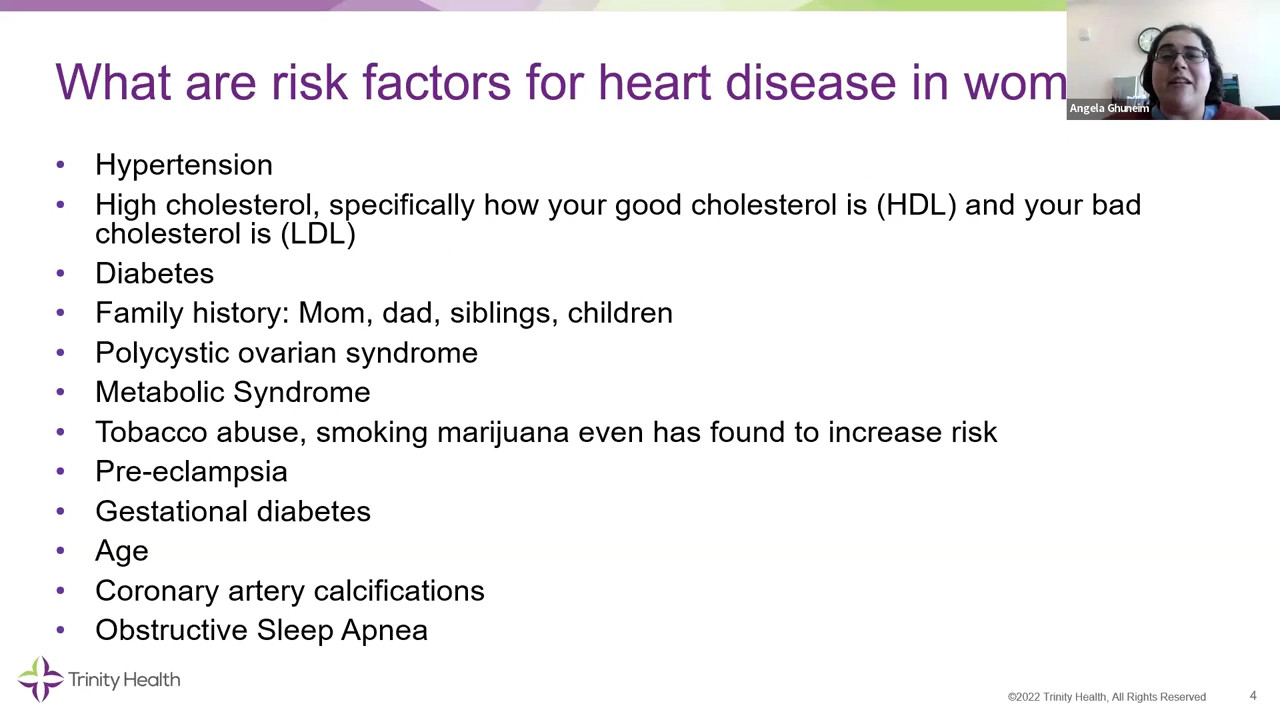 What are risk factors for heart disease in wom
Angela Ghuneim
• Hypertension
• High cholesterol, specifically how your good cholesterol is (HDL) and your bad
cholesterol is (LDL)
• Diabetes
• Family history: Mom, dad, siblings, children
• Polycystic ovarian syndrome
• Metabolic Syndrome
• Tobacco abuse, smoking marijuana even has found to increase risk
• Pre-eclampsia
• Gestational diabetes
• Age
• Coronary artery calcifications
• Obstructive Sleep Apnea
Trinity Health
©2022 Trinity Health, All Rights Reserved
4